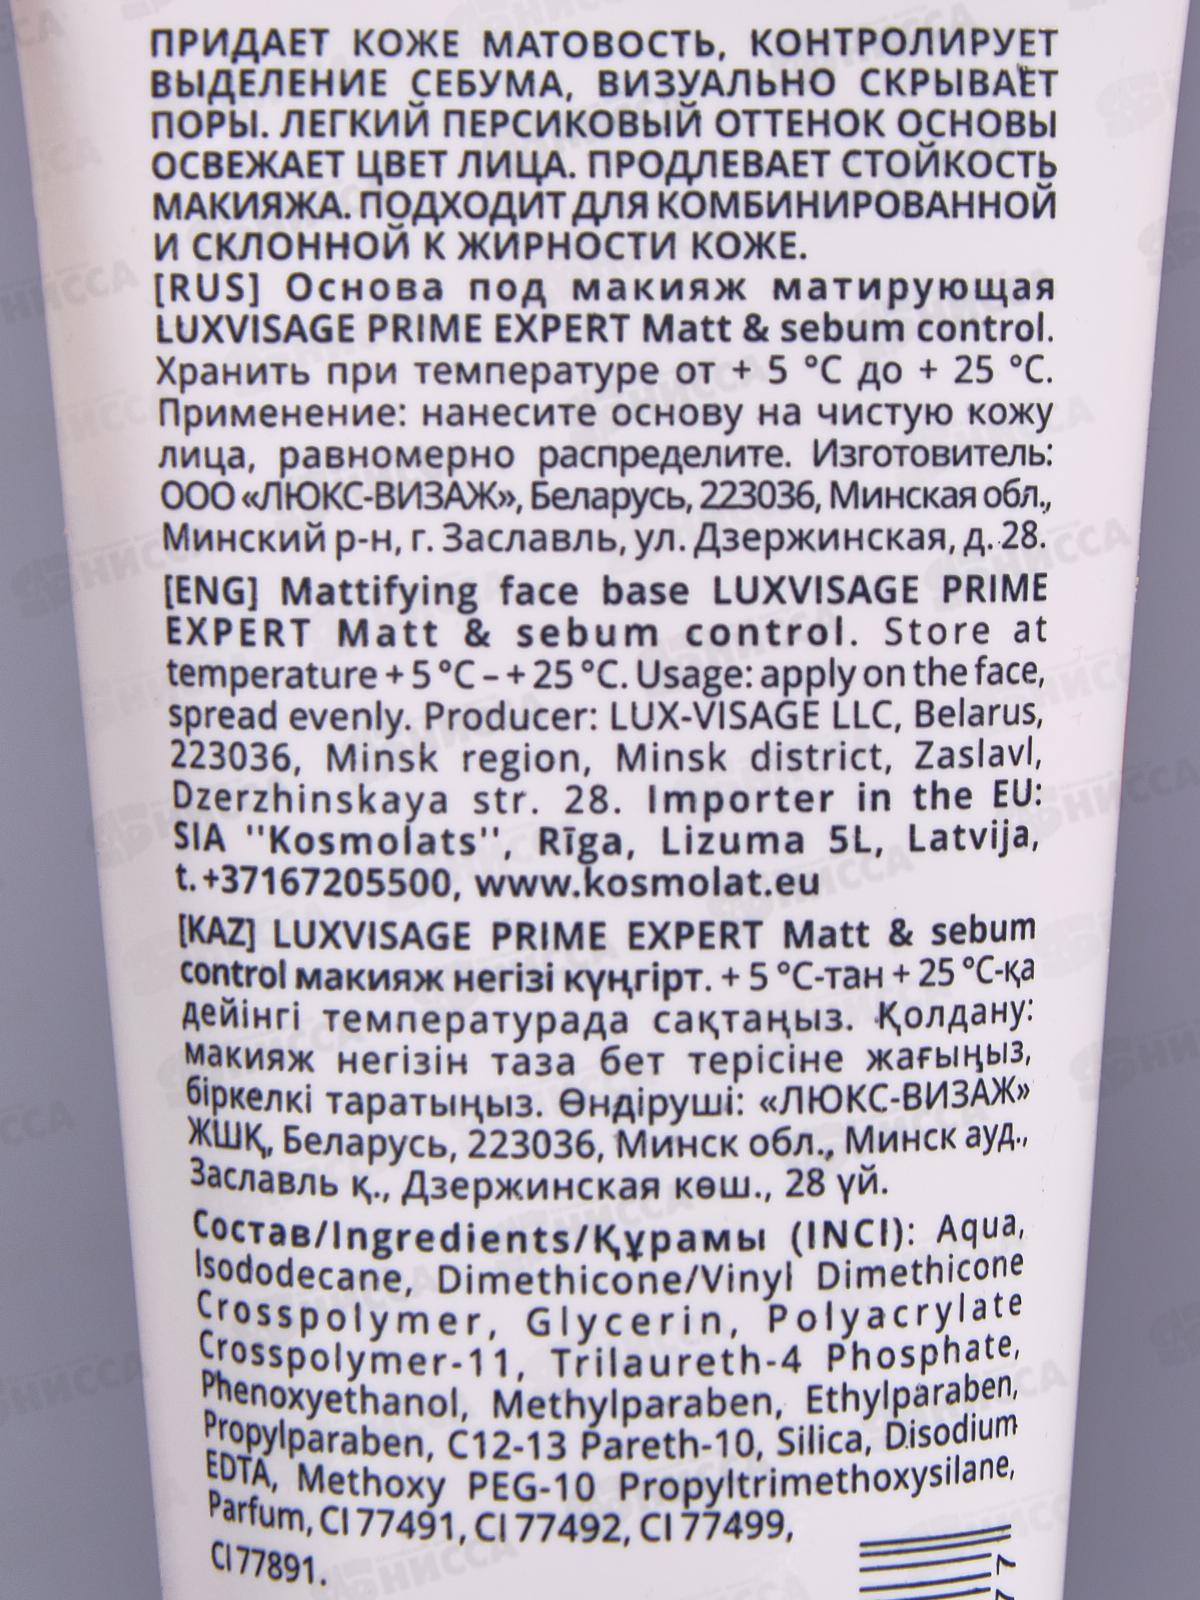 ПРИДАЕТ КОЖЕ МАТОВОСТЬ, КОНТРОЛИРУЕТ
ВЫДЕЛЕНИЕ СЕБУМА, ВИЗУАЛЬНО СКРЫВАЕТ
ПОРЫ. ЛЕГКИЙ ПЕРСИКОВЫЙ ОТТЕНОК ОСНОВЫ
ОСВЕЖАЕТ ЦВЕТ ЛИЦА. ПРОДЛЕВАЕТ СТОЙКОСТЬ
МАКИЯЖА. ПОДХОДИТ ДЛЯ КОМБИНИРОВАННОЙ
И СКЛОННОЙ К ЖИРНОСТИ КОЖЕ.
[RUS] Основа под макияж матирующая
LUXVISAGE PRIME EXPERT Matt & sebum control.
Хранить при температуре от + 5 °C до + 25 °C.
Применение: нанесите основу на чистую кожу
лица, равномерно распределите. Изготовитель:
ООО «ЛЮКС-ВИЗАЖ», Беларусь, 223036, Минская обл.,
Минский р-н, г. Заславль, ул. Дзержинская, д. 28.
[ENG] Mattifying face base LUXVISAGE PRIME
EXPERT Matt & sebum control. Store at
temperature + 5 °C – + 25 °C. Usage: apply on the face,
spread evenly. Producer: LUX-VISAGE LLC, Belarus,
223036, Minsk region, Minsk district, Zaslavl,
Dzerzhinskaya str. 28. Importer in the EU:
SIA "Kosmolats", Rīga, Lizuma 5L, Latvija,
t. +37167205500, www.kosmolat.eu
[KAZ] LUXVISAGE PRIME EXPERT Matt & sebum
control макияж негізі күңгірт. + 5 °C-тан + 25 °C-қа
дейінгі температурада сақтаңыз. Қолдану:
макияж негізін таза бет терісіне жағыңыз,
біркелкі таратыңыз. Өндіруші: «ЛЮКС-ВИЗАЖ»
ЖШҚ, Беларусь, 223036, Минск обл., Минск ауд.,
Заславль қ., Дзержинская көш., 28 үй.
Состав/Ingredients/Құрамы (INCI): Aqua,
Isododecane, Dimethicone/Vinyl Dimethicone
Crosspolymer, Glycerin, Polyacrylate
Crosspolymer-11, Trilaureth-4 Phosphate,
Phenoxyethanol, Methylparaben, Ethylparaben,
Propylparaben, C12-13 Pareth-10, Silica, Disodium
EDTA, Methoxy PEG-10 Propyltrimethoxysilane,
Parfum, CI 77491, CI 77492, CI 77499,
CI 77891.